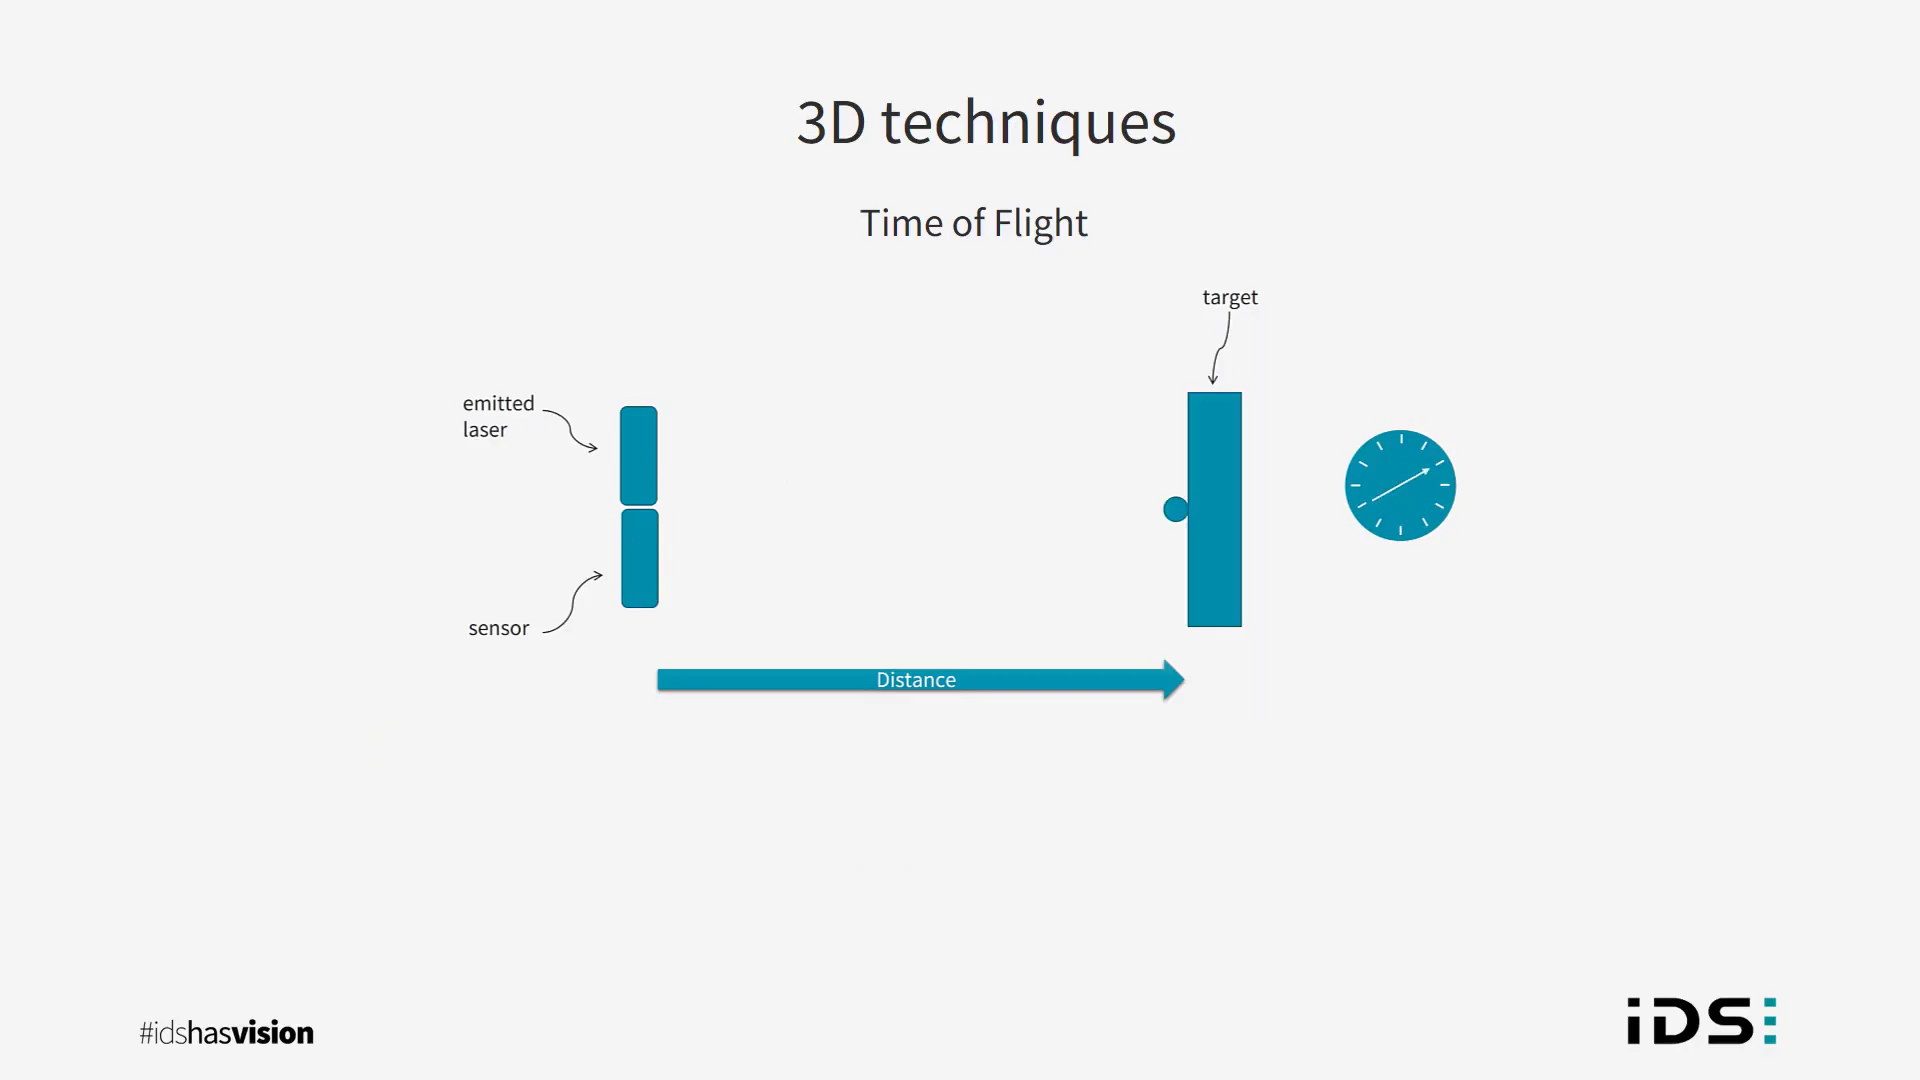 3D techniques
Time of Flight
target
emitted
laser
sensor
Distance
#idshasvision
iDS